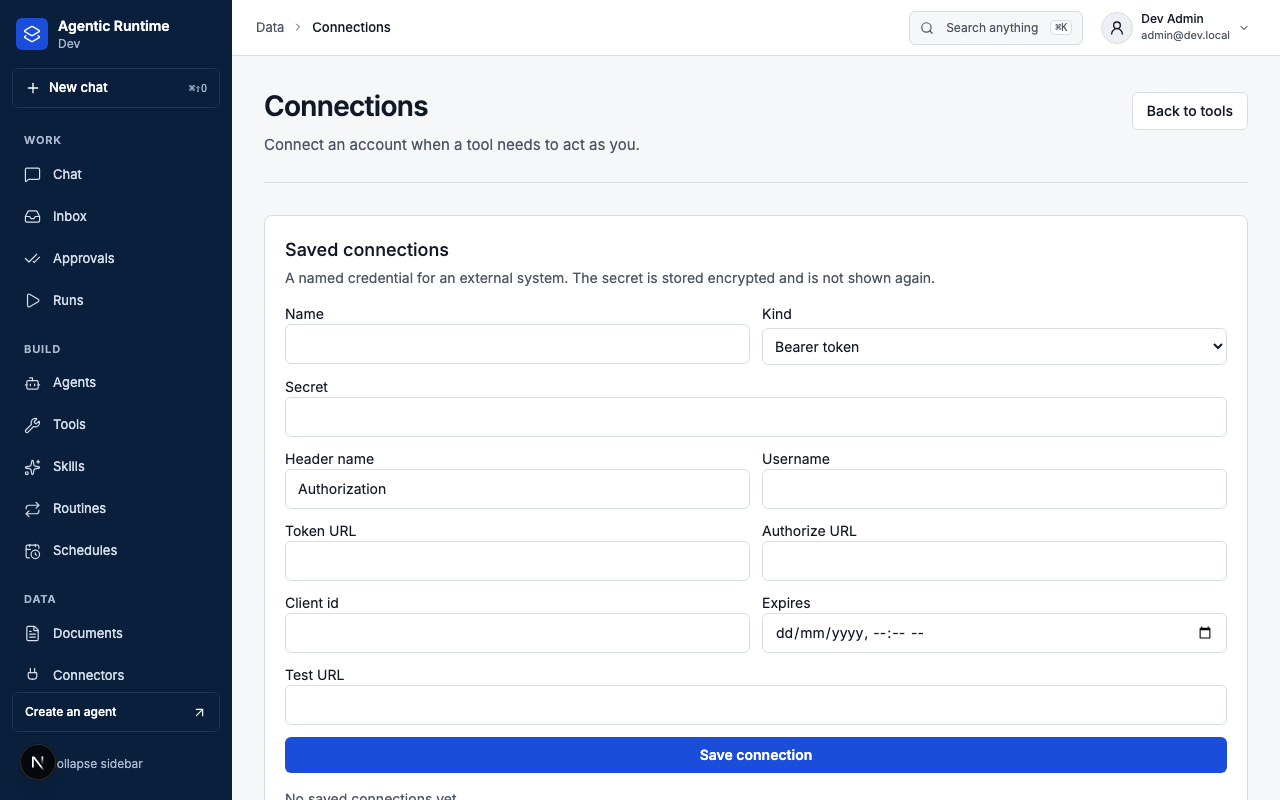 Agentic Runtime
Dev
New chat ⌘⇧O
WORK
Chat
Inbox
Approvals
Runs
BUILD
Agents
Tools
Skills
Routines
Schedules
DATA
Documents
Connectors
Create an agent
N
ollapse sidebar
Data > Connections
Search anything ⌘K
Dev Admin
admin@dev.local
Connections
Back to tools
Connect an account when a tool needs to act as you.
Saved connections
A named credential for an external system. The secret is stored encrypted and is not shown again.
Name Kind
Bearer token
Secret
Header name Username
Authorization
Token URL Authorize URL
Client id Expires
dd/mm/yyyy, --:-- --
Test URL
Save connection
No saved connections yet